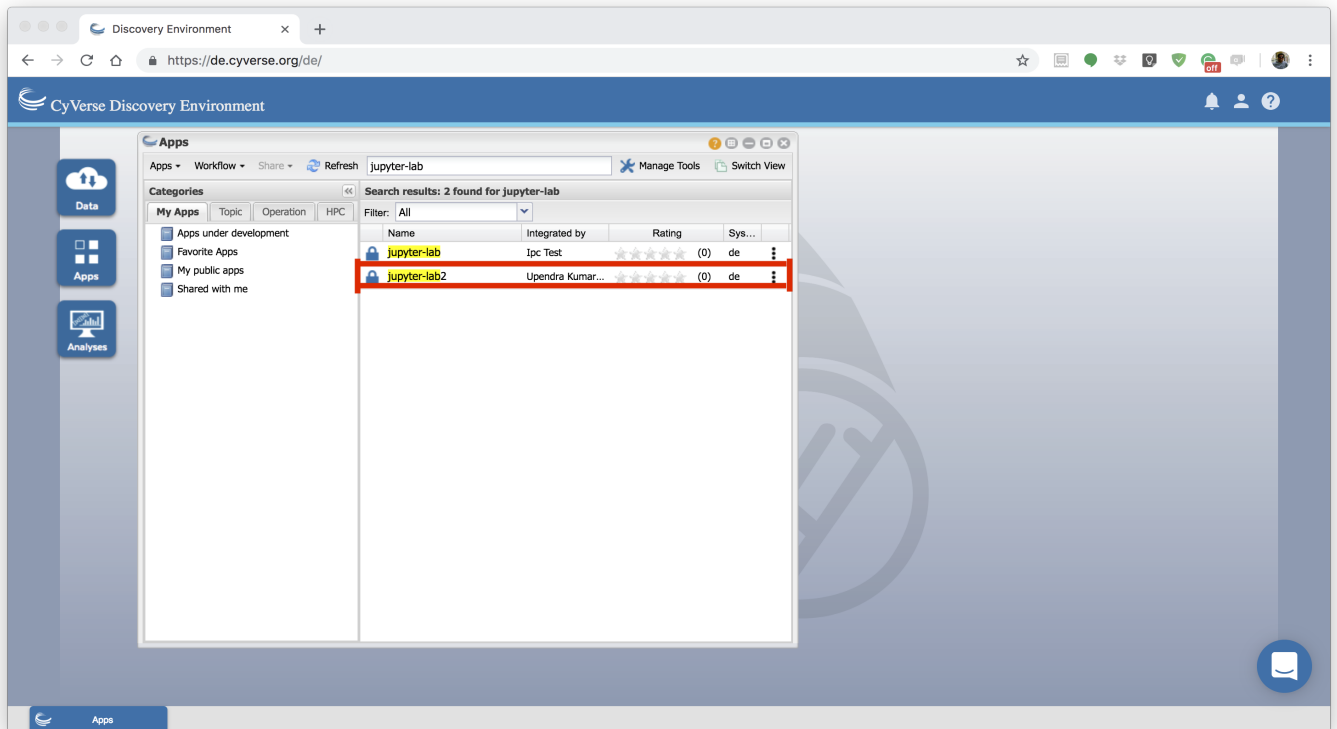 Discovery Environment
https://de.cyverse.org/de/
off
CyVerse Discovery Environment
Data
Apps
Analyses
Apps
Apps Workflow Share Refresh jupyter-lab Manage Tools Switch View
Categories
My Apps Topic Operation HPC
Apps under development
Favorite Apps
My public apps
Shared with me
Search results: 2 found for jupyter-lab
Filter: All
Name Integrated by Rating Sys...
jupyter-lab Ipc Test (0) de
jupyter-lab2 Upendra Kumar... (0) de
Apps